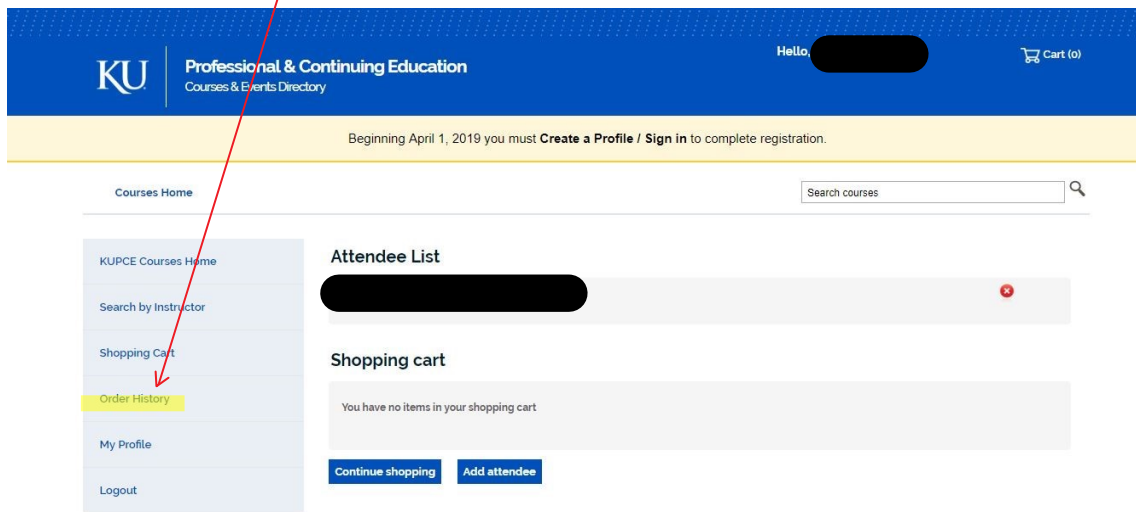 KU
Professional & Continuing Education
Courses & Events Directory
Hello,
Cart (0)
Beginning April 1, 2019 you must Create a Profile / Sign in to complete registration.
Courses Home
Search courses
KUPCE Courses Home
Search by Instructor
Shopping Cart
Order History
My Profile
Logout
Attendee List
Shopping cart
You have no items in your shopping cart
Continue shopping
Add attendee